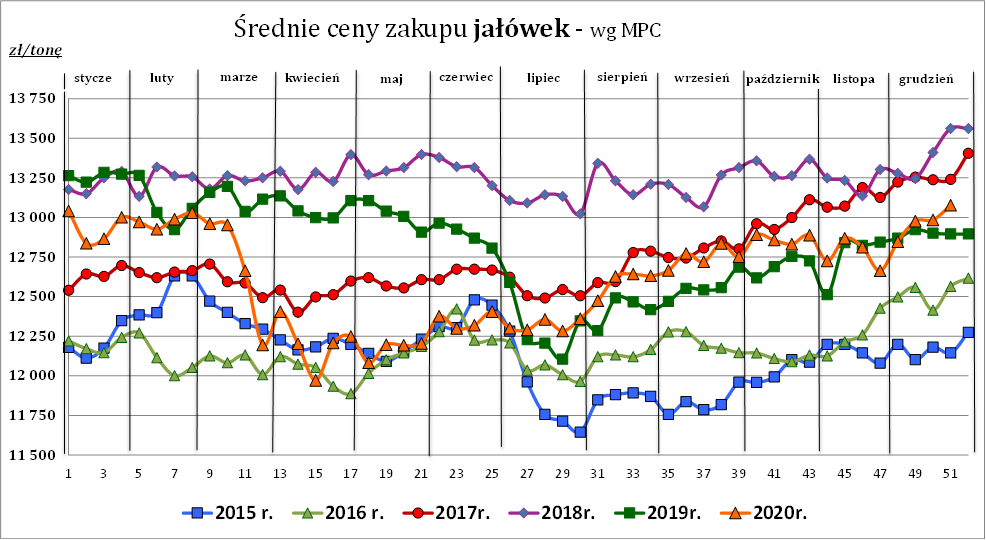 Średnie ceny zakupu jałówek - wg MPC
zł/tonę
stycze luty marze kwiecień maj czerwiec lipiec sierpień wrzesień październik listopa grudzień
13 750
13 500
13 250
13 000
12 750
12 500
12 250
12 000
11 750
11 500
1 3 5 7 9 11 13 15 17 19 21 23 25 27 29 31 33 35 37 39 41 43 45 47 49 51
2015 r. 2016 r. 2017r. 2018r. 2019r. 2020r.